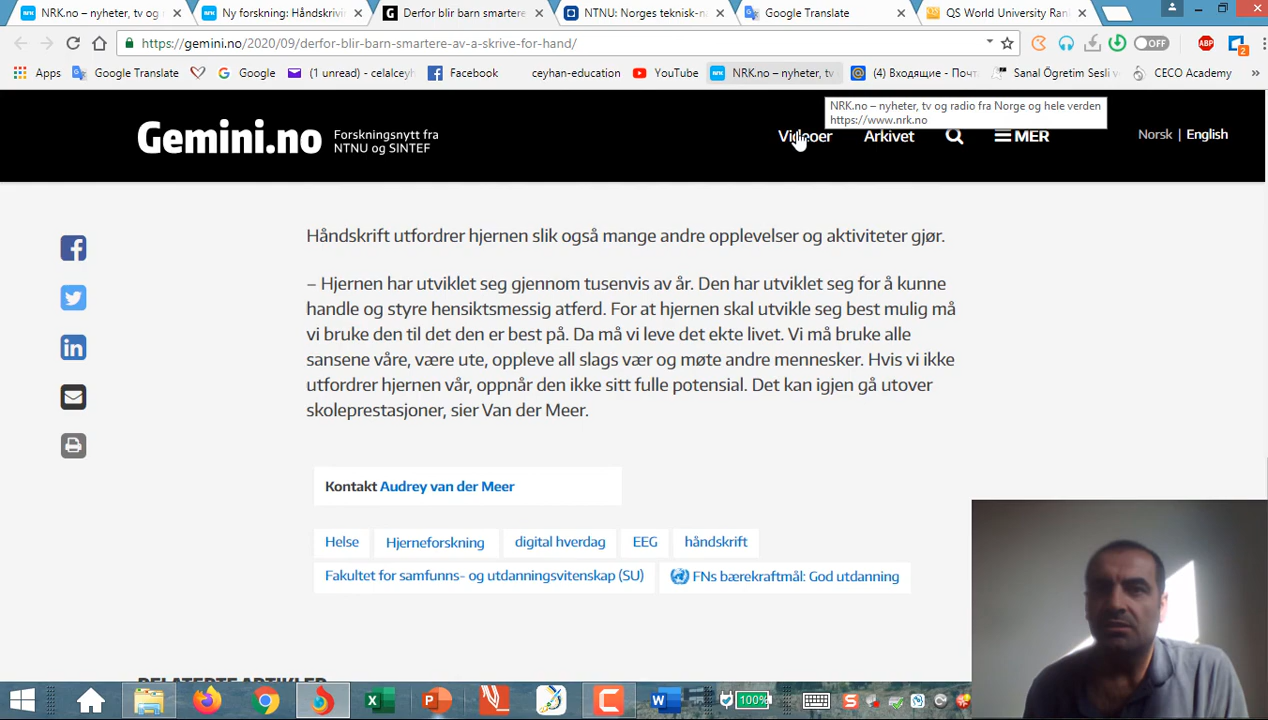 NRK.no – nyheter, tv og r
Ny forskning: Håndskrivi
Derfor blir barn smartere
NTNU: Norges teknisk-n
Google Translate
QS World University Ran
https://gemini.no/2020/09/derfor-blir-barn-smartere-av-a-skrive-for-hand/
OFF
ABP
2
Apps
Google Translate
Google
(1 unread) - celalcey
Facebook
ceyhan-education
YouTube
NRK.no – nyheter, tv
(4) Входящие - Почт
Sanal Ögretim Sesli v
CECO Academy
»
NRK.no – nyheter, tv og radio fra Norge og hele verden
https://www.nrk.no
Gemini.no
Forskningsnytt fra
NTNU og SINTEF
Videoer
Arkivet
MER
Norsk | English
Håndskrift utfordrer hjernen slik også mange andre opplevelser og aktiviteter gjør.
– Hjernen har utviklet seg gjennom tusenvis av år. Den har utviklet seg for å kunne
handle og styre hensiktsmessig atferd. For at hjernen skal utvikle seg best mulig må
vi bruke den til det den er best på. Da må vi leve det ekte livet. Vi må bruke alle
sansene våre, være ute, oppleve all slags vær og møte andre mennesker. Hvis vi ikke
utfordrer hjernen vår, oppnår den ikke sitt fulle potensial. Det kan igjen gå utover
skoleprestasjoner, sier Van der Meer.
Kontakt Audrey van der Meer
Helse
Hjerneforskning
digital hverdag
EEG
håndskrift
Fakultet for samfunns- og utdanningsvitenskap (SU)
FNs bærekraftmål: God utdanning
RELATERTE ARTIKLER
100%